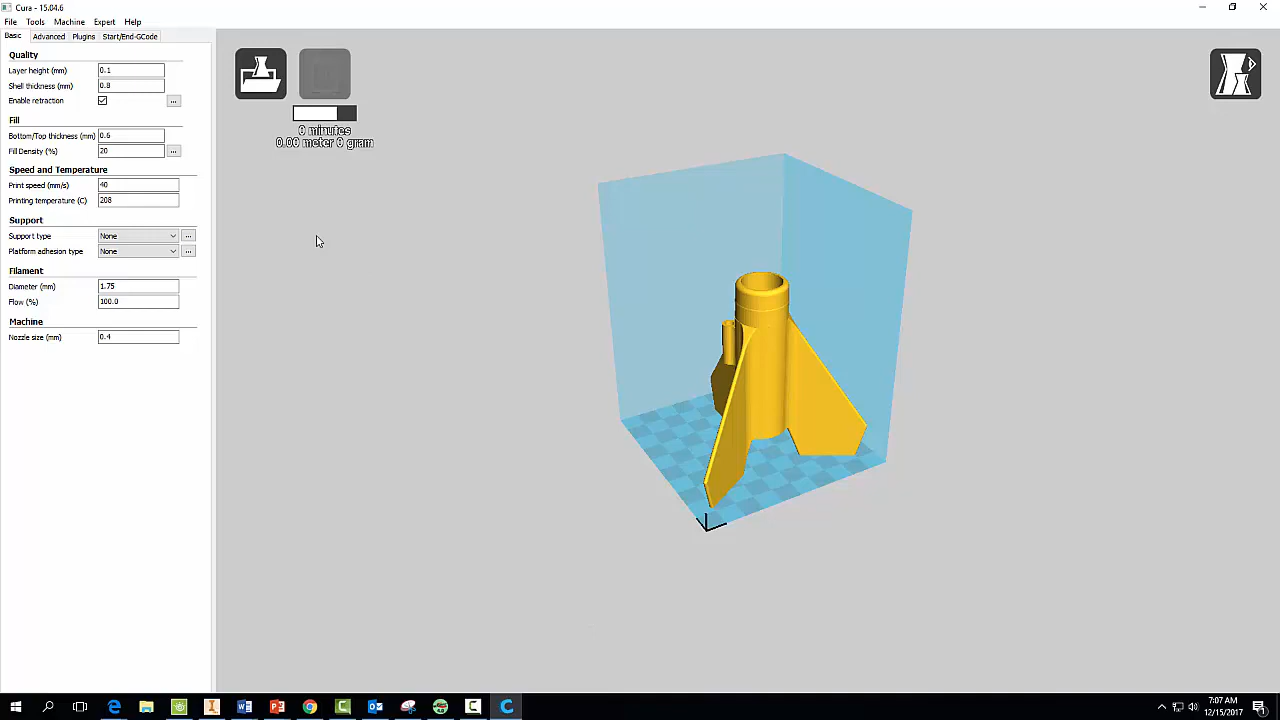 Cura - 15.04.6
File Tools Machine Expert Help
Basic Advanced Plugins Start/End-GCode
Quality
Layer height (mm) 0.1
Shell thickness (mm) 0.8
Enable retraction ...
Fill
Bottom/Top thickness (mm) 0.6
Fill Density (%) 20 ...
Speed and Temperature
Print speed (mm/s) 40
Printing temperature (C) 208
Support
Support type None ...
Platform adhesion type None ...
Filament
Diameter (mm) 1.75
Flow (%) 100.0
Machine
Nozzle size (mm) 0.4
0 minutes
0.00 meter 0 gram
7:07 AM
12/15/2017